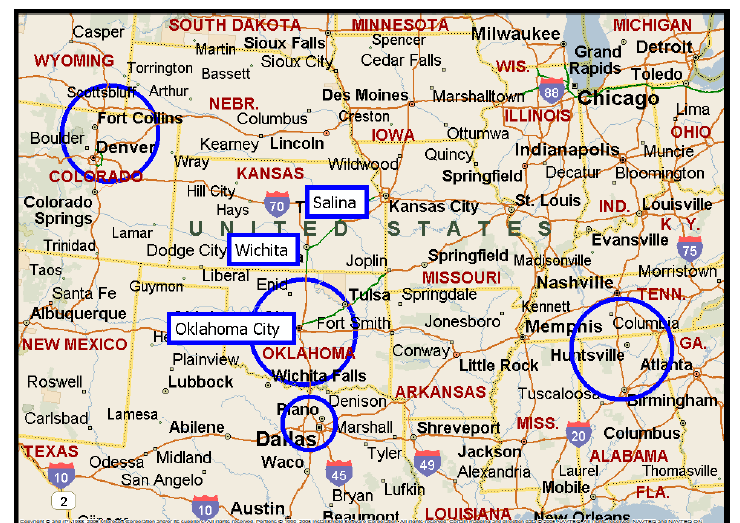 SOUTH DAKOTA
MINNESOTA
MICHIGAN
Casper
Martin
Sioux Falls
Spencer
Milwaukee
Grand
Rapids
Detroit
WYOMING
Torrington
Bassett
Sioux City
Cedar Falls
WIS.
Toledo
Scottsbluff
Arthur
NEBR.
Des Moines
Marshalltown
88
Chicago
Fort Collins
Columbus
Creston
ILLINOIS
Lima
Boulder
Denver
Kearney
Lincoln
IOWA
Ottumwa
OHIO
Wray
Wildwood
Quincy
Indianapolis
Muncie
COLORADO
KANSAS
Springfield
Decatur
Bloomington
Hill City
Colorado
Springs
Hays
70
T
Salina
Kansas City
St. Louis
IND.
Louisville
UNITED STATES
K Y.
Lamar
Trinidad
Dodge City
Wichita
a
Evansville
75
Joplin
Springfield
Madisonville
Taos
Liberal
MISSOURI
Morristown
Guymon
Enid
Nashville
Santa Fe
Tulsa
Springdale
TENN.
Albuquerque
Kennett
He
Oklahoma City
Fort Smith
Jonesboro
Memphis
Columbia
NEW MEXICO
Plainview
OKLAHOMA
Conway
Huntsville
GA.
Little Rock
Atlanta
Roswell
Lubbock
Wichita Falls
ARKANSAS
Tuscaloosa
Birmingham
Carlsbad
Lamesa
Plano
Denison
Abilene
Dallas
Marshall
Shreveport
MISS.
20
Columbus
TEXAS
Odessa
Midland
Waco
Tyler
Jackson
ALABAMA
10
San Angelo
45
49
Alexandria
Laurel
Thomasville
2
Bryan
Lufkin
Mobile
FLA.
10
Austin
Beaumont
LOUISIANA
New Orleans